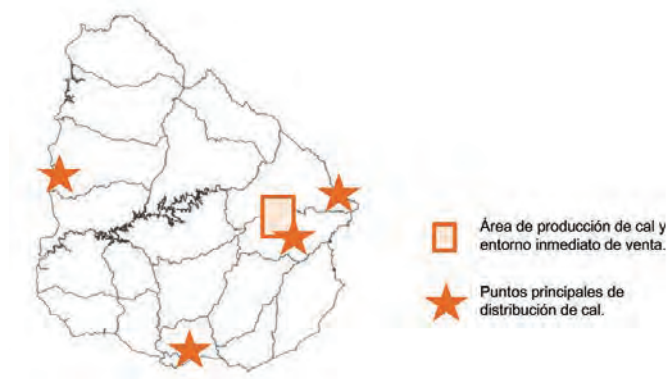 Área de producción de cal y
entorno inmediato de venta.
Puntos principales de
distribución de cal.